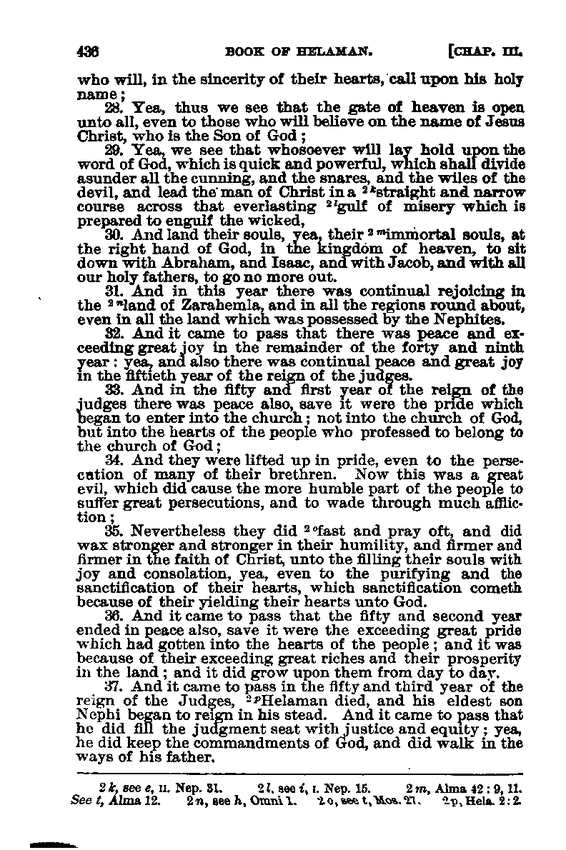 436 BOOK OF HELAMAN. [CHAP. III.
who will, in the sincerity of their hearts, call upon his holy
name;
28. Yea, thus we see that the gate of heaven is open
unto all, even to those who will believe on the name of Jesus
Christ, who is the Son of God;
29. Yea, we see that whosoever will lay hold upon the
word of God, which is quick and powerful, which shall divide
asunder all the cunning, and the snares, and the wiles of the
devil, and lead the man of Christ in a 2kstraight and narrow
course across that everlasting 2lgulf of misery which is
prepared to engulf the wicked,
30. And land their souls, yea, their 2mimmortal souls, at
the right hand of God, in the kingdom of heaven, to sit
down with Abraham, and Isaac, and with Jacob, and with all
our holy fathers, to go no more out.
31. And in this year there was continual rejoicing in
the 2nland of Zarahemla, and in all the regions round about,
even in all the land which was possessed by the Nephites.
32. And it came to pass that there was peace and ex-
ceeding great joy in the remainder of the forty and ninth
year: yea, and also there was continual peace and great joy
in the fiftieth year of the reign of the judges.
33. And in the fifty and first year of the reign of the
judges there was peace also, save it were the pride which
began to enter into the church; not into the church of God,
but into the hearts of the people who professed to belong to
the church of God;
34. And they were lifted up in pride, even to the perse-
cution of many of their brethren. Now this was a great
evil, which did cause the more humble part of the people to
suffer great persecutions, and to wade through much afflic-
tion;
35. Nevertheless they did 2ofast and pray oft, and did
wax stronger and stronger in their humility, and firmer and
firmer in the faith of Christ, unto the filling their souls with
joy and consolation, yea, even to the purifying and the
sanctification of their hearts, which sanctification cometh
because of their yielding their hearts unto God.
36. And it came to pass that the fifty and second year
ended in peace also, save it were the exceeding great pride
which had gotten into the hearts of the people; and it was
because of their exceeding great riches and their prosperity
in the land; and it did grow upon them from day to day.
37. And it came to pass in the fifty and third year of the
reign of the Judges, 2pHelaman died, and his eldest son
Nephi began to reign in his stead. And it came to pass that
he did fill the judgment seat with justice and equity; yea,
he did keep the commandments of God, and did walk in the
ways of his father.
2k, see e, II. Nep. 31. 2l, see i, I. Nep. 15. 2m, Alma 42:9, 11.
See t, Alma 12. 2n, see h, Omni 1. 2o, see t, Mos. 27. 2p, Hela. 2:2.